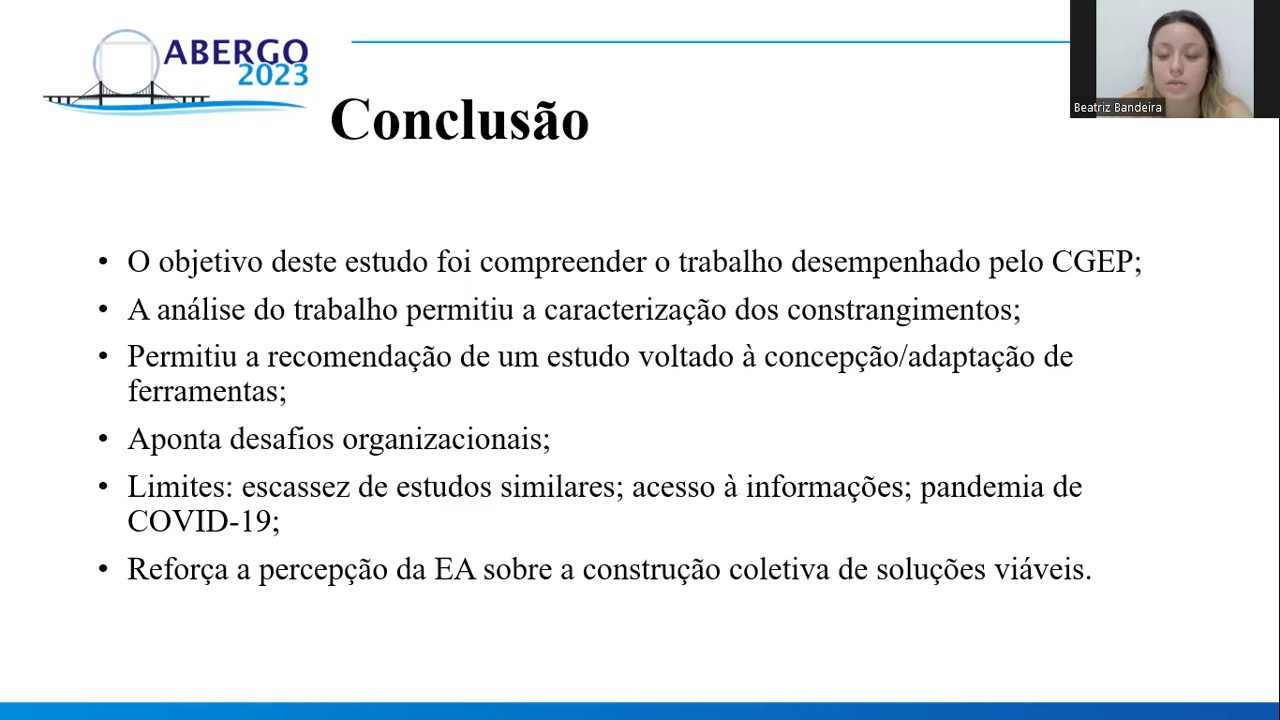 ABERGO
2023
Beatriz Bandeira
Conclusão
• O objetivo deste estudo foi compreender o trabalho desempenhado pelo CGEP;
• A análise do trabalho permitiu a caracterização dos constrangimentos;
• Permitiu a recomendação de um estudo voltado à concepção/adaptação de
ferramentas;
• Aponta desafios organizacionais;
• Limites: escassez de estudos similares; acesso à informações; pandemia de
COVID-19;
• Reforça a percepção da EA sobre a construção coletiva de soluções viáveis.